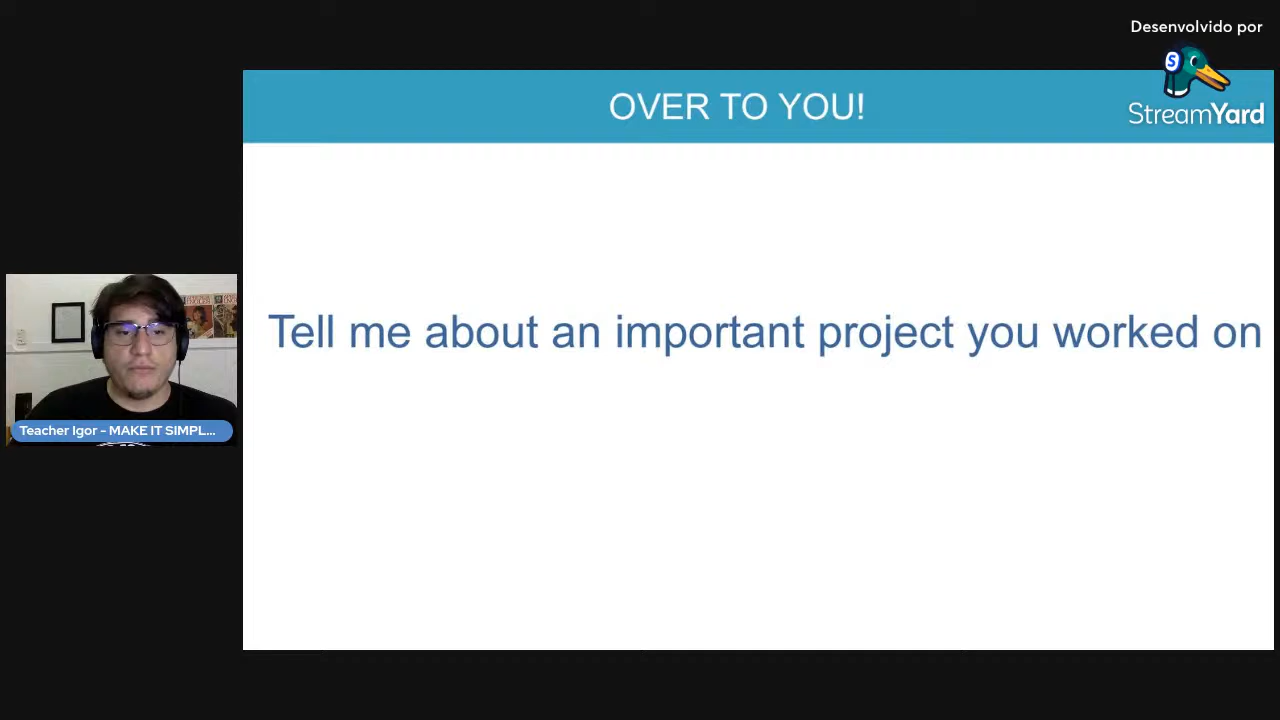 Desenvolvido por
StreamYard
OVER TO YOU!
Tell me about an important project you worked on
Teacher Igor - MAKE IT SIMPL...